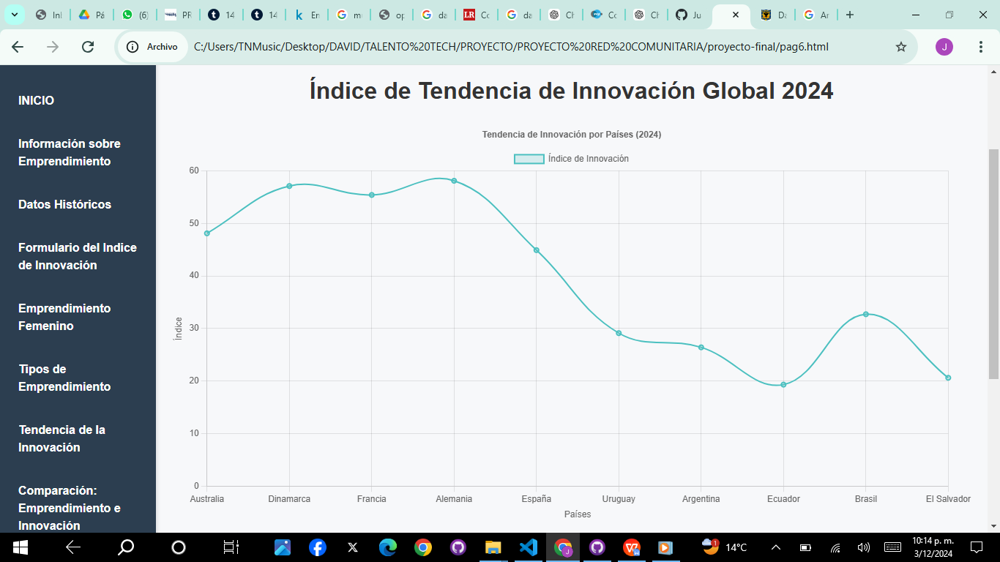 Inl
Pá
(6)
PR
14
14
En
m
op
da
Co
da
Ch
Co
Ch
Ju
Da
Ar
Archivo
C:/Users/TNMusic/Desktop/DAVID/TALENTO%20TECH/PROYECTO/PROYECTO%20RED%20COMUNITARIA/proyecto-final/pag6.html
J
INICIO
Información sobre
Emprendimiento
Datos Históricos
Formulario del Indice
de Innovación
Emprendimiento
Femenino
Tipos de
Emprendimiento
Tendencia de la
Innovación
Comparación:
Emprendimiento e
Innovación
Índice de Tendencia de Innovación Global 2024
Tendencia de Innovación por Países (2024)
Índice de Innovación
60
50
40
30
20
10
0
Índice
Australia
Dinamarca
Francia
Alemania
España
Uruguay
Argentina
Ecuador
Brasil
El Salvador
Países
1
14°C
10:14 p. m.
3/12/2024